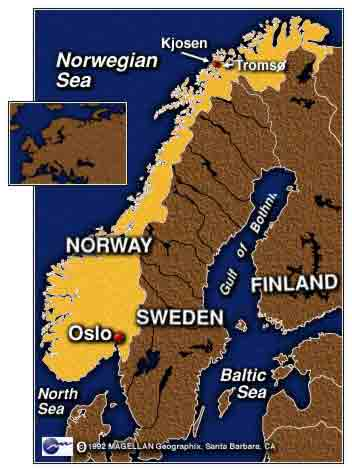 Kjosen
Norwegian
Sea
Tromsø
NORWAY
Gulf of Bothnia
FINLAND
Oslo
SWEDEN
North
Sea
Baltic
Sea
© 1992 MAGELLAN Geographix, Santa Barbara, CA